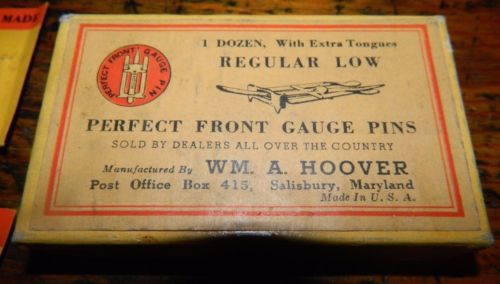 MADE
1 DOZEN, With Extra Tongues
REGULAR LOW
PERFECT FRONT GAUGE PIN
PERFECT FRONT GAUGE PINS
SOLD BY DEALERS ALL OVER THE COUNTRY
Manufactured By WM. A. HOOVER
Post Office Box 415, Salisbury, Maryland
Made In U. S. A.